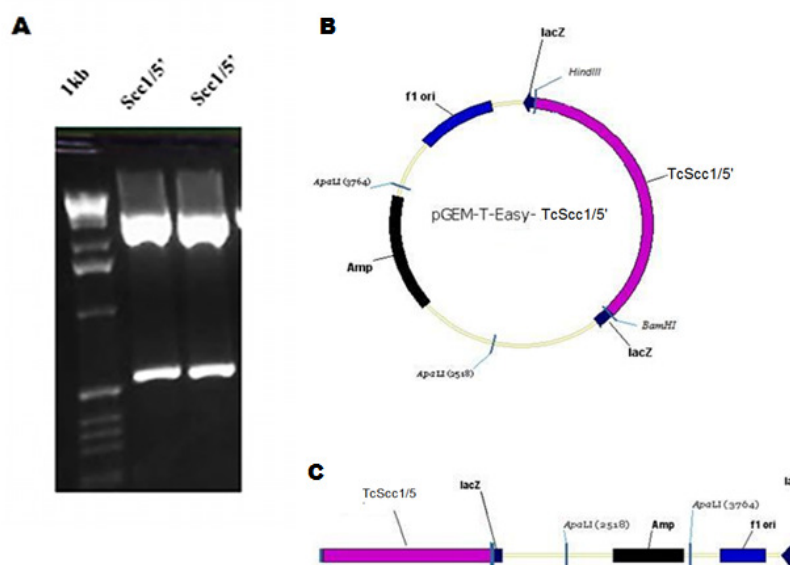 A
1kb
Scc1/5'
Scc1/5'
B
lacZ
HindIII
f1 ori
ApaLI (3764)
TcScc1/5'
pGEM-T-Easy- TcScc1/5'
Amp
BamHI
lacZ
ApaLI (2518)
C
TcScc1/5
lacZ
ApaLI (2518)
Amp
ApaLI (3764)
f1 ori